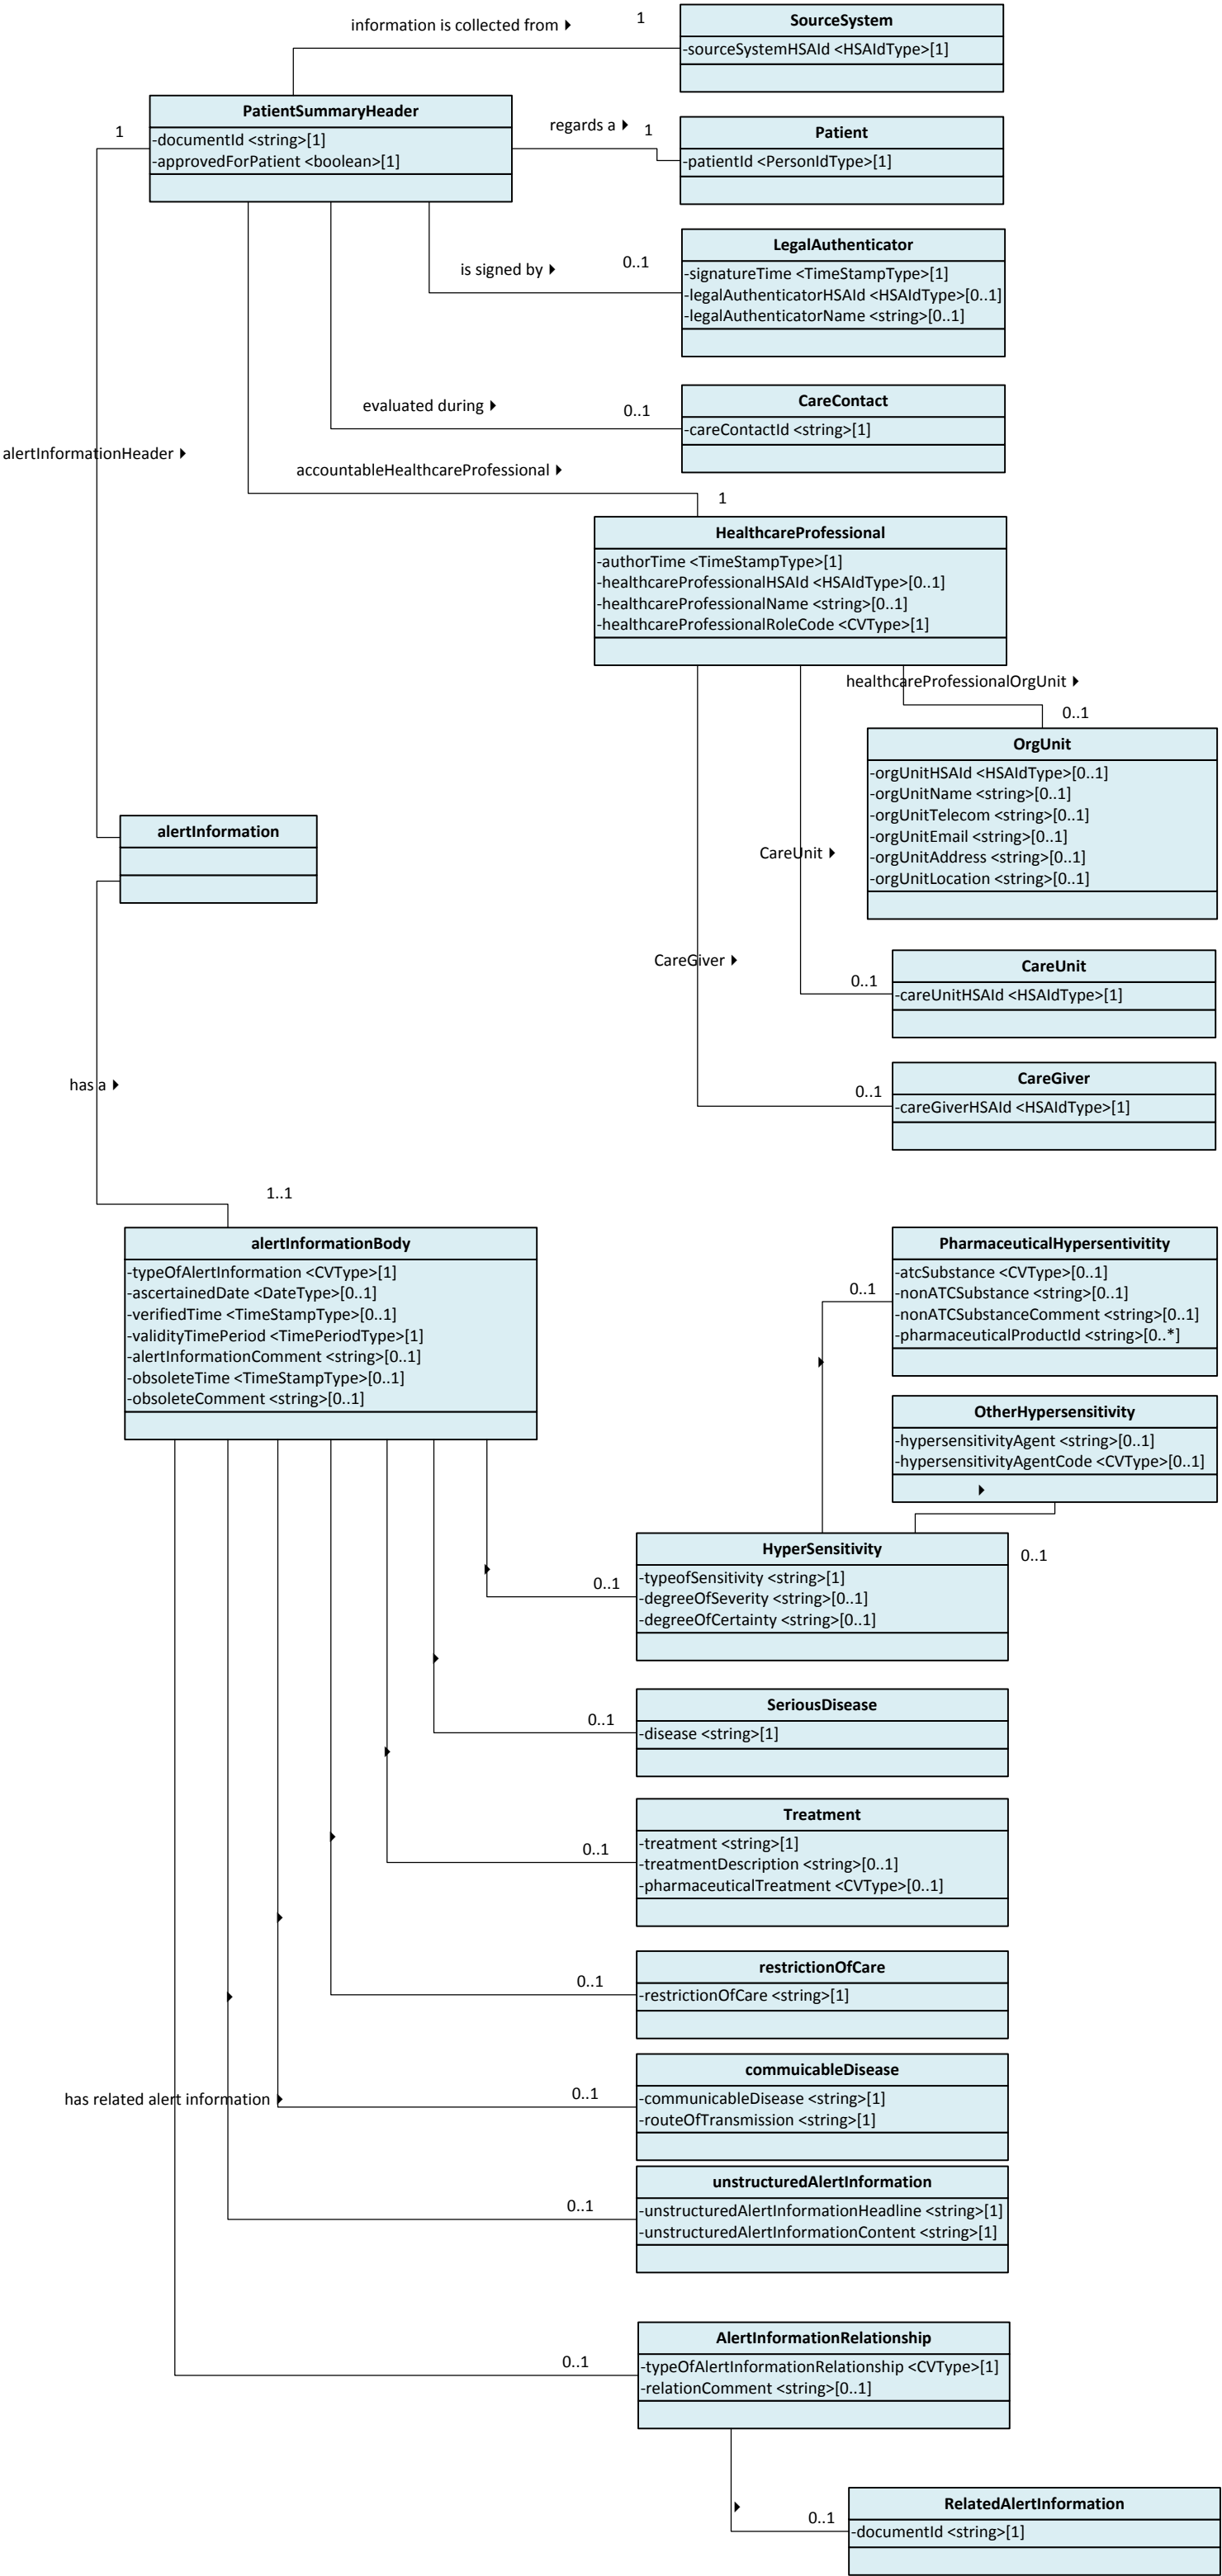 information is collected from
1
SourceSystem
-sourceSystemHSAId <HSAIdType>[1]
PatientSummaryHeader
-documentId <string>[1]
-approvedForPatient <boolean>[1]
1
regards a
1
Patient
-patientId <PersonIdType>[1]
LegalAuthenticator
-signatureTime <TimeStampType>[1]
-legalAuthenticatorHSAId <HSAIdType>[0..1]
-legalAuthenticatorName <string>[0..1]
is signed by
0..1
CareContact
-careContactId <string>[1]
evaluated during
0..1
alertInformationHeader
accountableHealthcareProfessional
1
HealthcareProfessional
-authorTime <TimeStampType>[1]
-healthcareProfessionalHSAId <HSAIdType>[0..1]
-healthcareProfessionalName <string>[0..1]
-healthcareProfessionalRoleCode <CVType>[1]
healthcareProfessionalOrgUnit
0..1
OrgUnit
-orgUnitHSAId <HSAIdType>[0..1]
-orgUnitName <string>[0..1]
-orgUnitTelecom <string>[0..1]
-orgUnitEmail <string>[0..1]
-orgUnitAddress <string>[0..1]
-orgUnitLocation <string>[0..1]
alertInformation
CareUnit
CareGiver
0..1
CareUnit
-careUnitHSAId <HSAIdType>[1]
0..1
CareGiver
-careGiverHSAId <HSAIdType>[1]
has a
1..1
alertInformationBody
-typeOfAlertInformation <CVType>[1]
-ascertainedDate <DateType>[0..1]
-verifiedTime <TimeStampType>[0..1]
-validityTimePeriod <TimePeriodType>[1]
-alertInformationComment <string>[0..1]
-obsoleteTime <TimeStampType>[0..1]
-obsoleteComment <string>[0..1]
0..1
PharmaceuticalHypersentivitity
-atcSubstance <CVType>[0..1]
-nonATCSubstance <string>[0..1]
-nonATCSubstanceComment <string>[0..1]
-pharmaceuticalProductId <string>[0..*]
OtherHypersensitivity
-hypersensitivityAgent <string>[0..1]
-hypersensitivityAgentCode <CVType>[0..1]
0..1
HyperSensitivity
-typeofSensitivity <string>[1]
-degreeOfSeverity <string>[0..1]
-degreeOfCertainty <string>[0..1]
0..1
SeriousDisease
-disease <string>[1]
0..1
Treatment
-treatment <string>[1]
-treatmentDescription <string>[0..1]
-pharmaceuticalTreatment <CVType>[0..1]
0..1
restrictionOfCare
-restrictionOfCare <string>[1]
0..1
commuicableDisease
-communicableDisease <string>[1]
-routeOfTransmission <string>[1]
has related alert information
0..1
unstructuredAlertInformation
-unstructuredAlertInformationHeadline <string>[1]
-unstructuredAlertInformationContent <string>[1]
0..1
AlertInformationRelationship
-typeOfAlertInformationRelationship <CVType>[1]
-relationComment <string>[0..1]
0..1
RelatedAlertInformation
-documentId <string>[1]
0..1